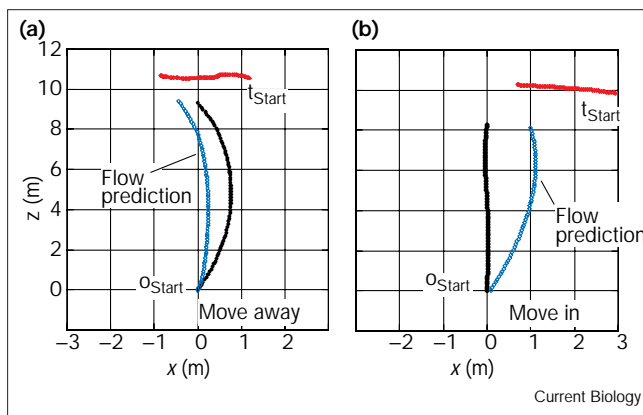 (a)
12
10
8
6
4
2
0
z (m)
tStart
Flow
prediction
oStart
Move away
−3 −2 −1 0 1 2
x (m)
(b)
tStart
Flow
prediction
oStart
Move in
−2 −1 0 1 2 3
x (m)
Current Biology